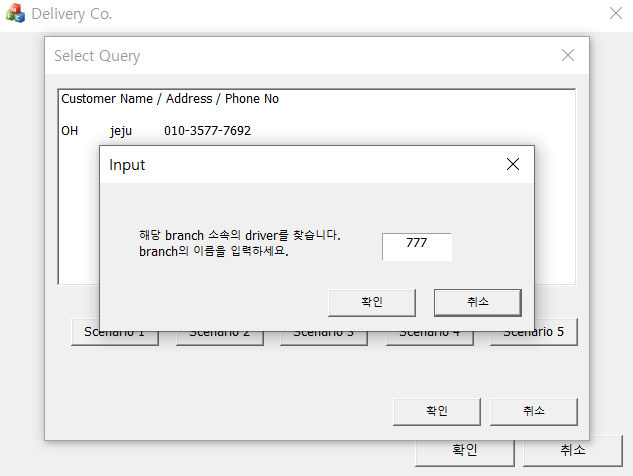 Delivery Co.
Select Query
Customer Name / Address / Phone No
OH jeju 010-3577-7692
Input
해당 branch 소속의 driver를 찾습니다.
branch의 이름을 입력하세요.
777
확인 취소
Scenario 1 Scenario 2 Scenario 3 Scenario 4 Scenario 5
확인 취소
확인 취소